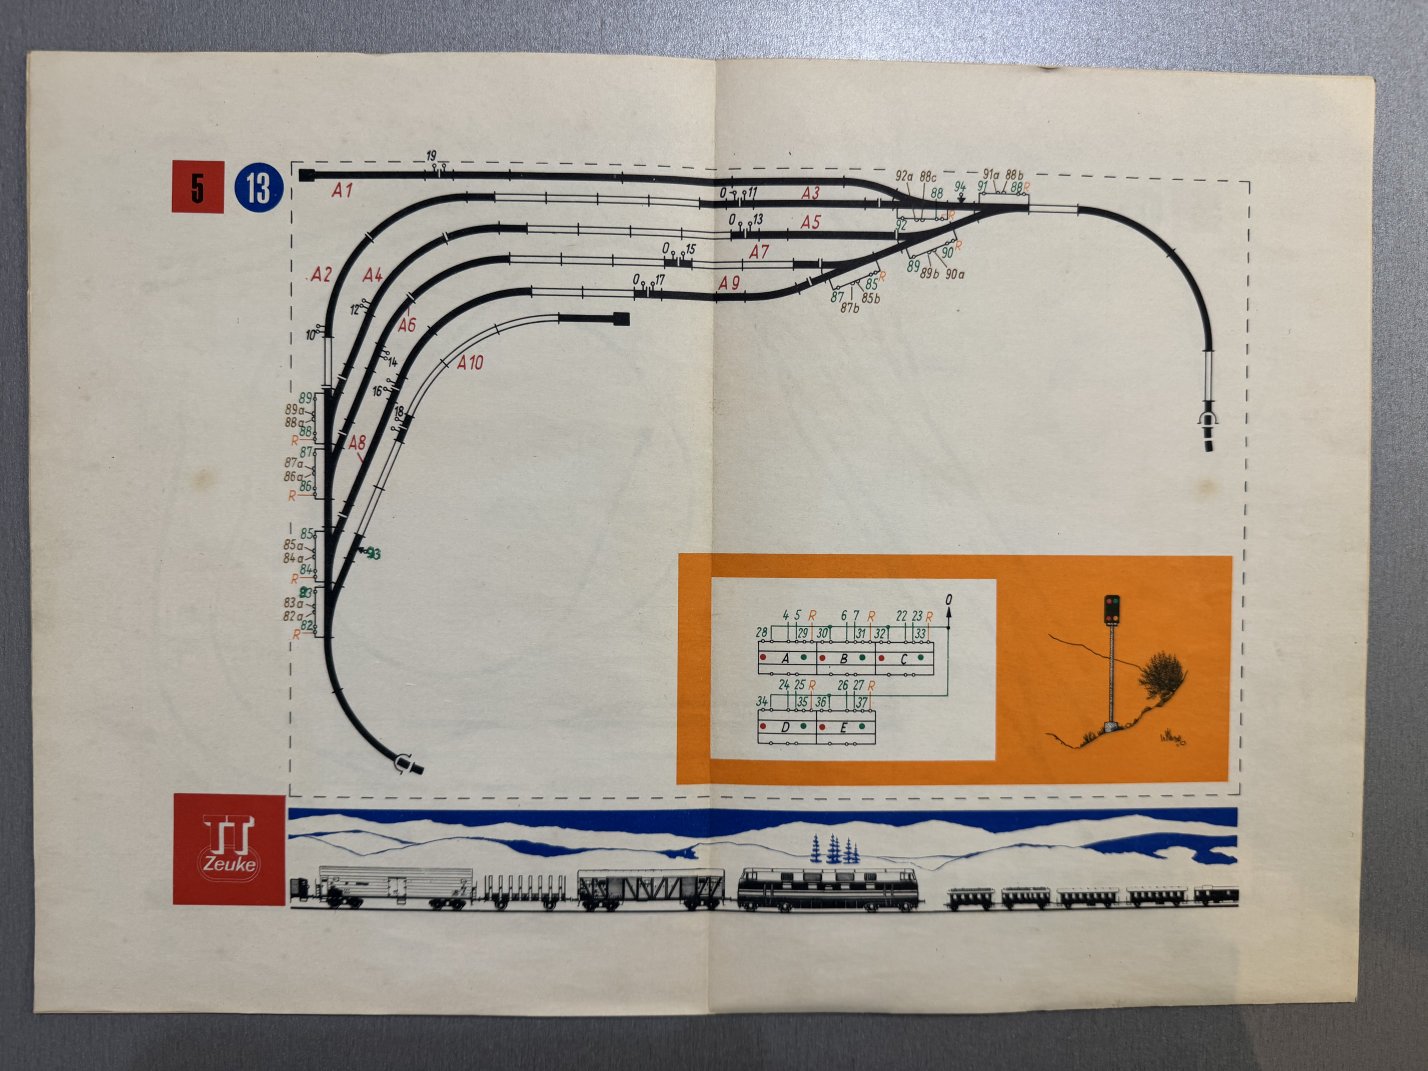 5 13
19
A1
92a 88c
88
94
91
91a 88b
88 R
0 11
A3
R
92
0 13
A5
R
A2
A4
0 15
A7
89
90
89b 90a
0 17
A9
87
85
R
87b
85b
12
10
A6
14
16
A10
18
A8
89
89a
88a
88
R
87
87a
86a
86
R
85
85a
84a
84
R
93
83a
82a
82
R
0
4 5 R 6 7 R 22 23 R
28 29 30 31 32 33
A B C
24 25 R 26 27 R
34 35 36 37
D E
TT
Zeuke